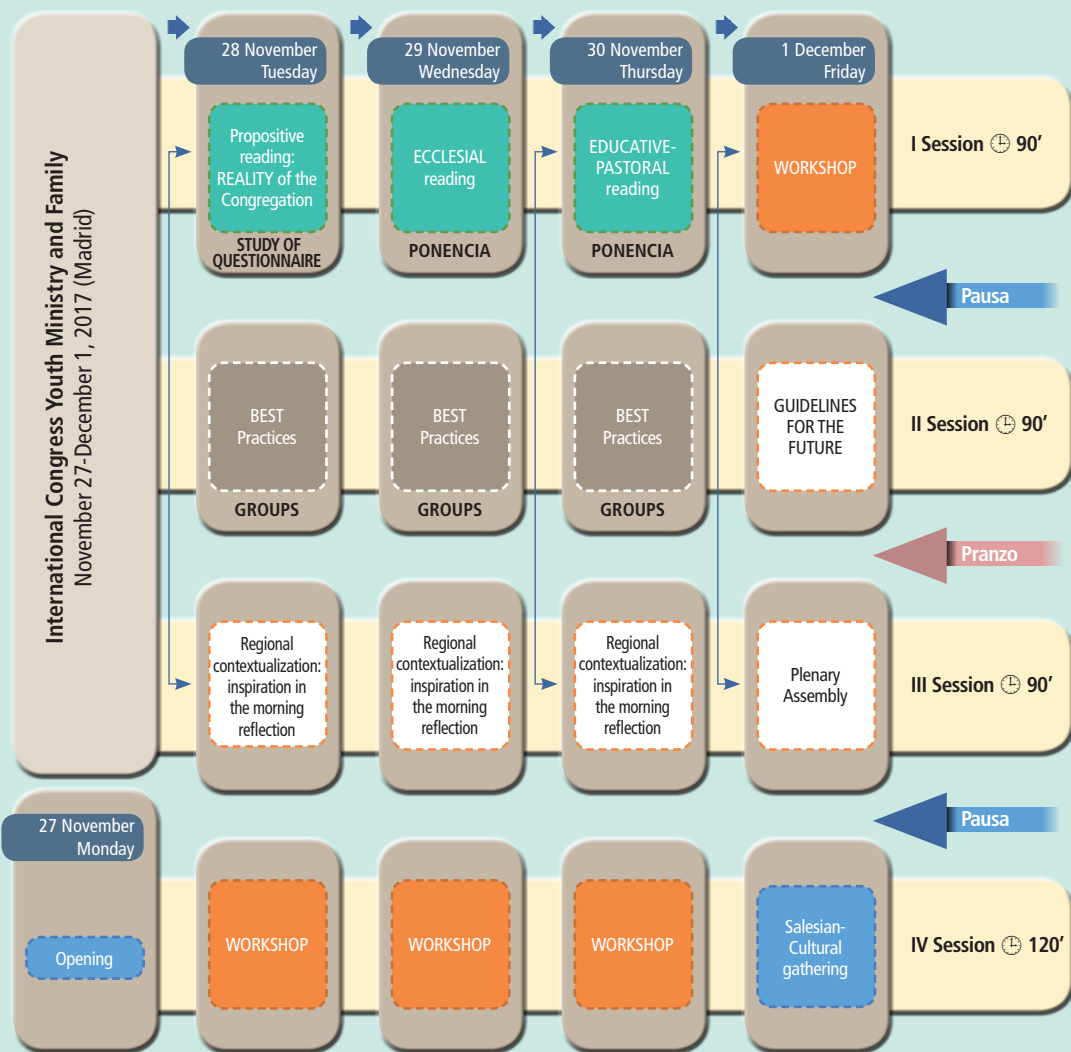 International Congress Youth Ministry and Family
November 27-December 1, 2017 (Madrid)
28 November
Tuesday
29 November
Wednesday
30 November
Thursday
1 December
Friday
Propositive
reading:
REALITY of the
Congregation
STUDY OF
QUESTIONNAIRE
ECCLESIAL
reading
PONENCIA
EDUCATIVE-
PASTORAL
reading
PONENCIA
WORKSHOP
I Session 90’
Pausa
BEST
Practices
GROUPS
BEST
Practices
GROUPS
BEST
Practices
GROUPS
GUIDELINES
FOR THE
FUTURE
II Session 90’
Pranzo
Regional
contextualization:
inspiration in
the morning
reflection
Regional
contextualization:
inspiration in
the morning
reflection
Regional
contextualization:
inspiration in
the morning
reflection
Plenary
Assembly
III Session 90’
Pausa
27 November
Monday
Opening
WORKSHOP
WORKSHOP
WORKSHOP
Salesian-
Cultural
gathering
IV Session 120’